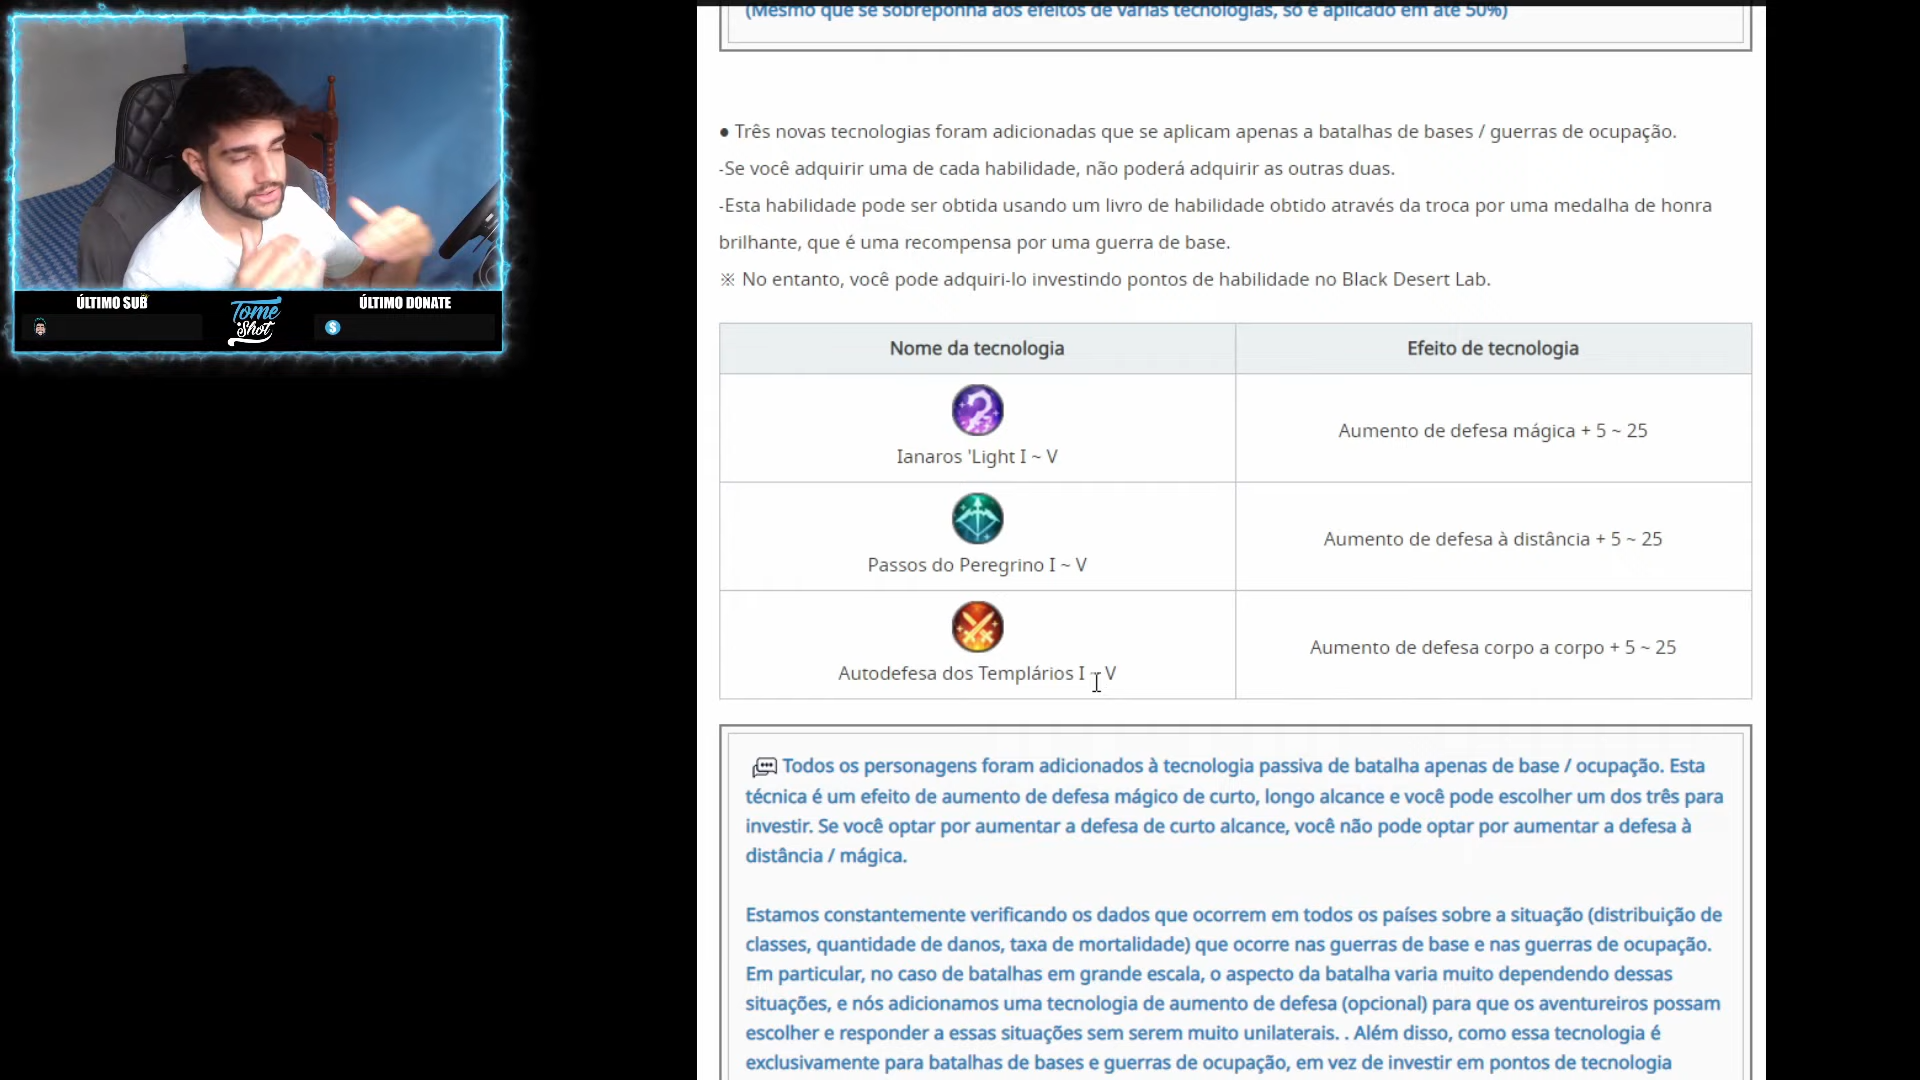 (Mesmo que se sobreponha aos efeitos de várias tecnologias, só é aplicado em até 50%)
ÚLTIMO SUB
Tome Shot
ÚLTIMO DONATE
● Três novas tecnologias foram adicionadas que se aplicam apenas a batalhas de bases / guerras de ocupação.
-Se você adquirir uma de cada habilidade, não poderá adquirir as outras duas.
-Esta habilidade pode ser obtida usando um livro de habilidade obtido através da troca por uma medalha de honra
brilhante, que é uma recompensa por uma guerra de base.
※ No entanto, você pode adquiri-lo investindo pontos de habilidade no Black Desert Lab.
Nome da tecnologia
Efeito de tecnologia
Ianaros 'Light I ~ V
Aumento de defesa mágica + 5 ~ 25
Passos do Peregrino I ~ V
Aumento de defesa à distância + 5 ~ 25
Autodefesa dos Templários I ~ V
Aumento de defesa corpo a corpo + 5 ~ 25
Todos os personagens foram adicionados à tecnologia passiva de batalha apenas de base / ocupação. Esta
técnica é um efeito de aumento de defesa mágico de curto, longo alcance e você pode escolher um dos três para
investir. Se você optar por aumentar a defesa de curto alcance, você não pode optar por aumentar a defesa à
distância / mágica.
Estamos constantemente verificando os dados que ocorrem em todos os países sobre a situação (distribuição de
classes, quantidade de danos, taxa de mortalidade) que ocorre nas guerras de base e nas guerras de ocupação.
Em particular, no caso de batalhas em grande escala, o aspecto da batalha varia muito dependendo dessas
situações, e nós adicionamos uma tecnologia de aumento de defesa (opcional) para que os aventureiros possam
escolher e responder a essas situações sem serem muito unilaterais. . Além disso, como essa tecnologia é
exclusivamente para batalhas de bases e guerras de ocupação, em vez de investir em pontos de tecnologia